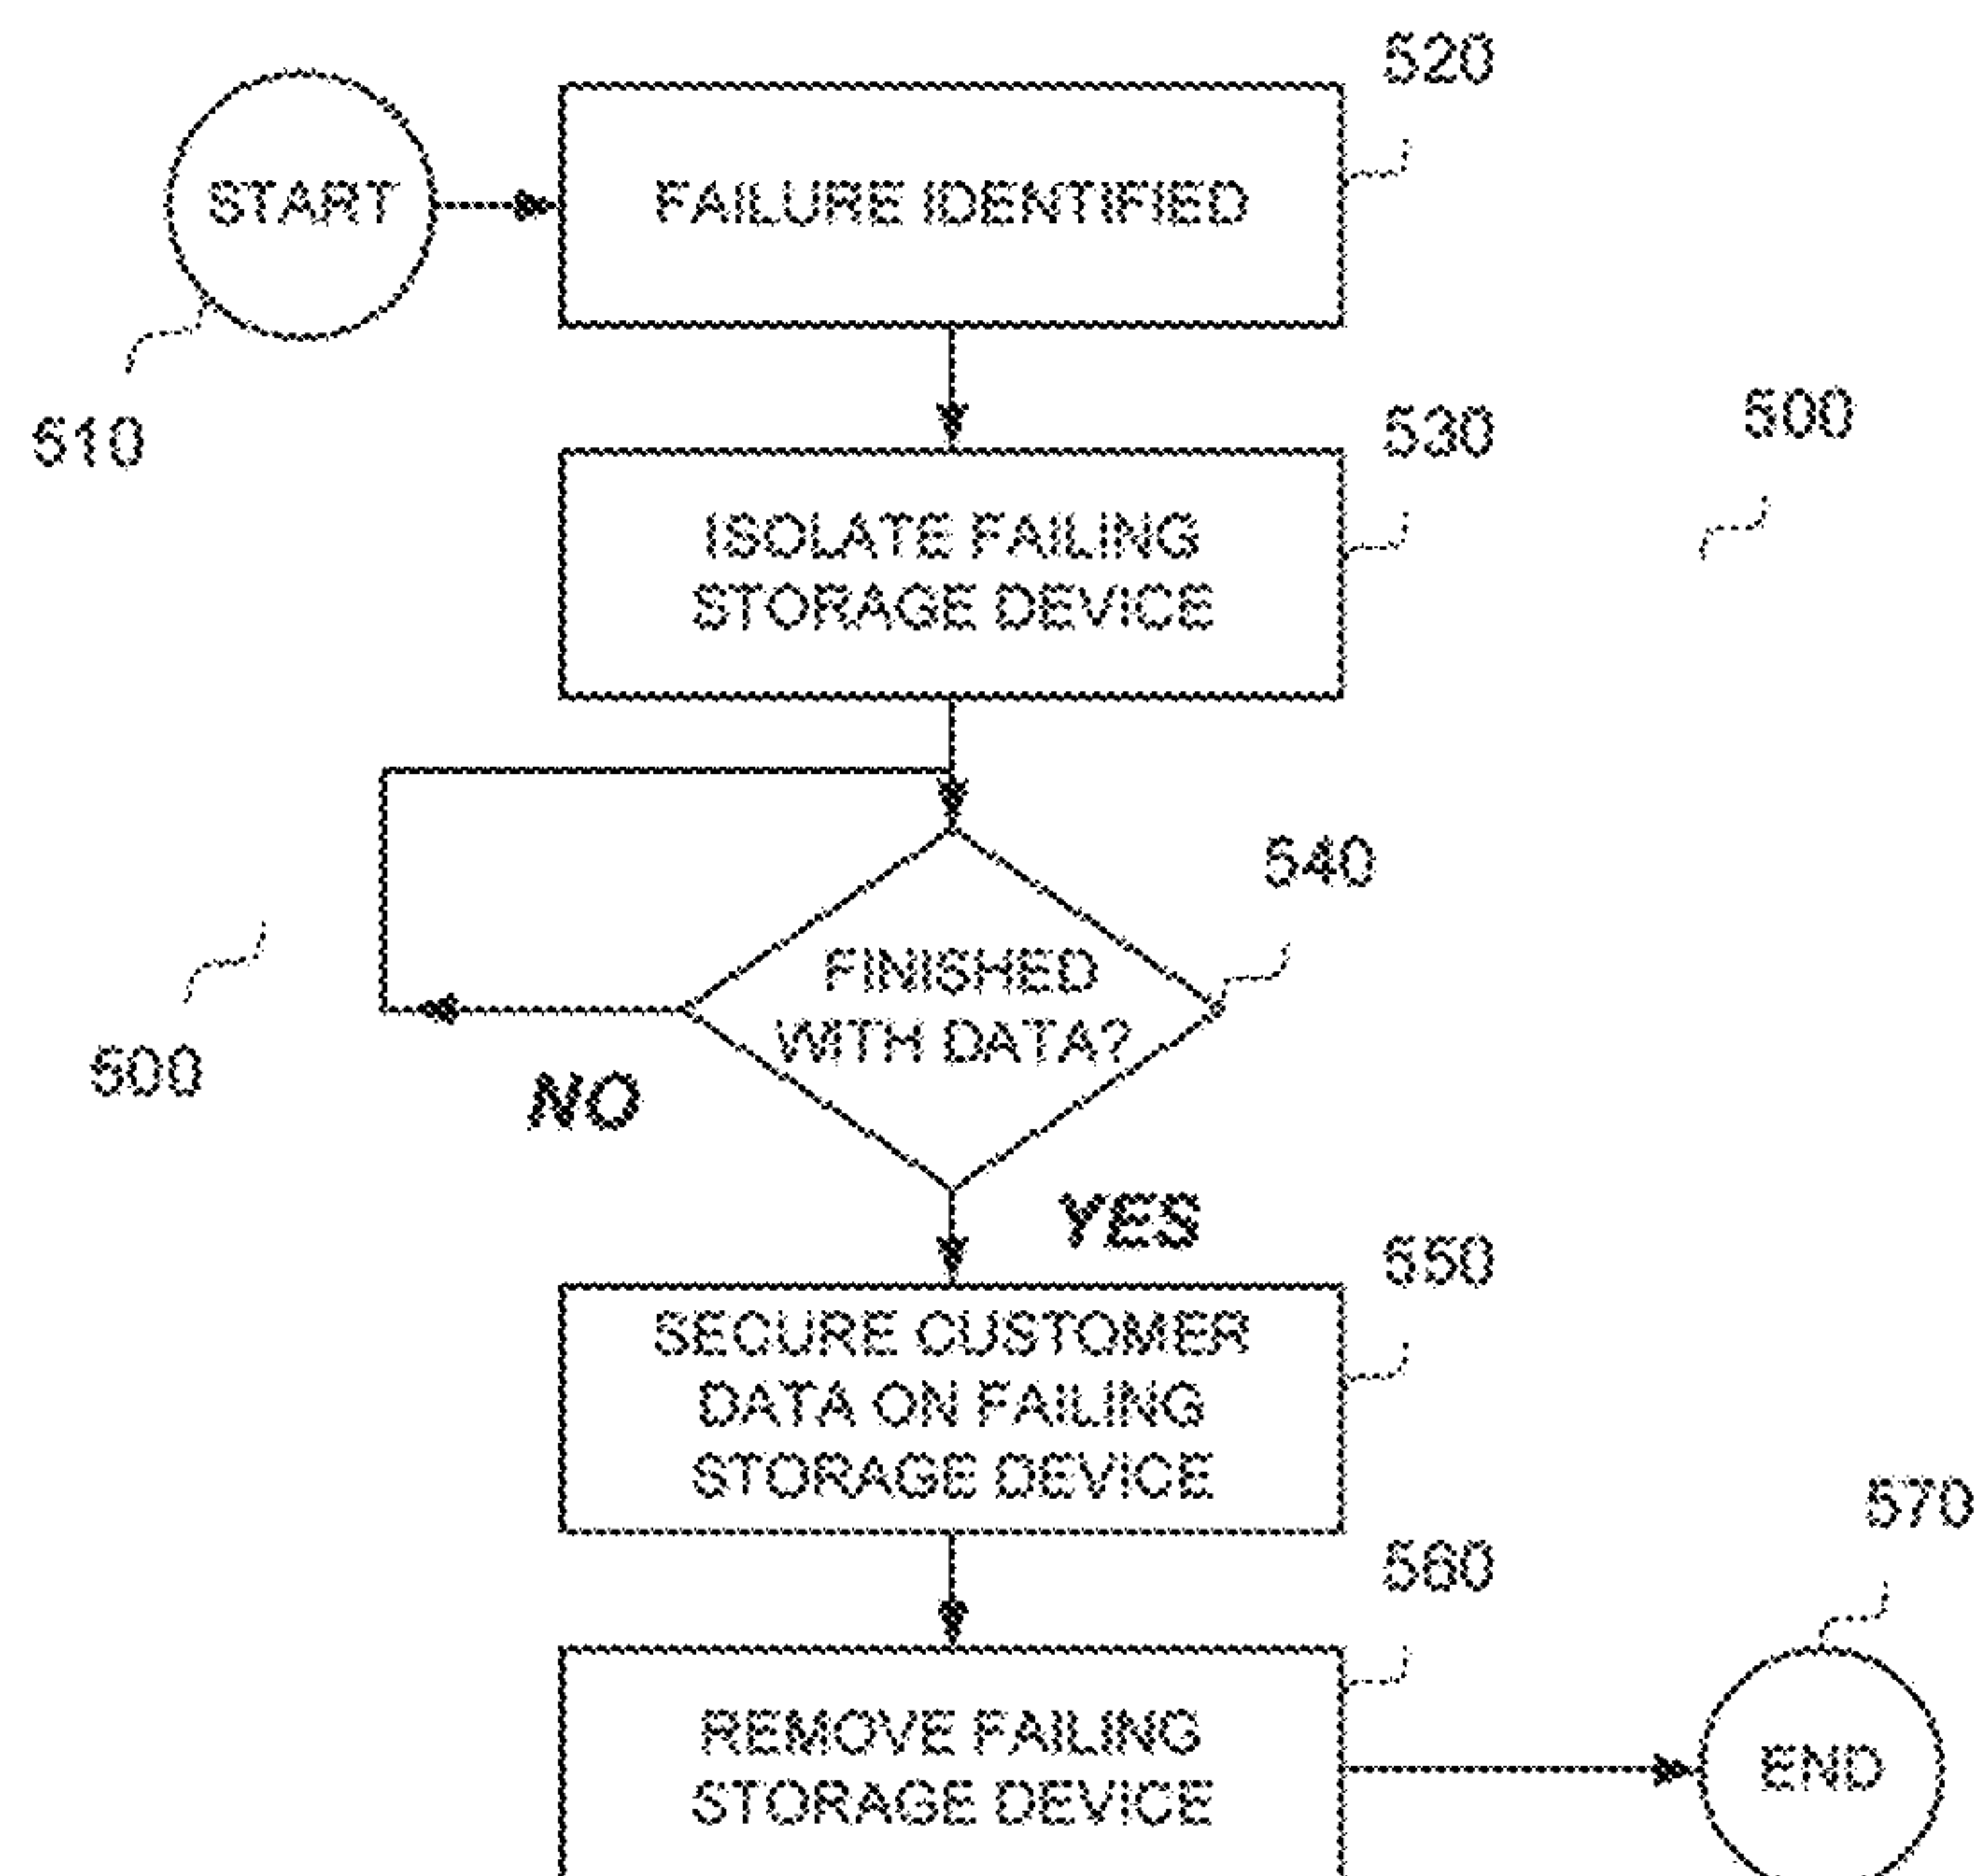 520
START
FAILURE IDENTIFIED
510
530
500
ISOLATE FAILING
STORAGE DEVICE
540
FINISHED
WITH DATA?
500
NO
YES
550
SECURE CUSTOMER
DATA ON FAILING
STORAGE DEVICE
570
560
REMOVE FAILING
STORAGE DEVICE
END